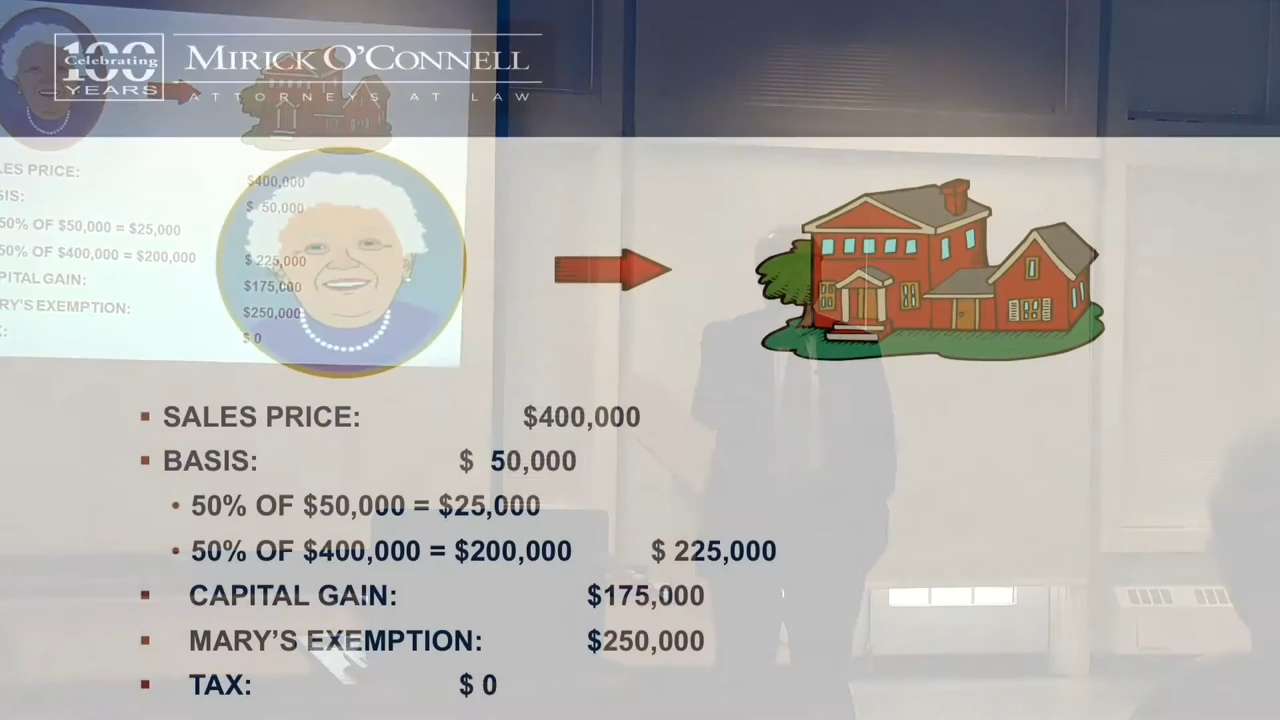 100
Celebrating
YEARS
MIRICK O'CONNELL
ATTORNEYS AT LAW
LES PRICE: $400,000
SIS: $ 50,000
50% OF $50,000 = $25,000
50% OF $400,000 = $200,000 $ 225,000
PITAL GAIN: $175,000
RY'S EXEMPTION: $250,000
: $ 0
▪ SALES PRICE: $400,000
▪ BASIS: $ 50,000
• 50% OF $50,000 = $25,000
• 50% OF $400,000 = $200,000 $ 225,000
▪ CAPITAL GAIN: $175,000
▪ MARY'S EXEMPTION: $250,000
▪ TAX: $ 0